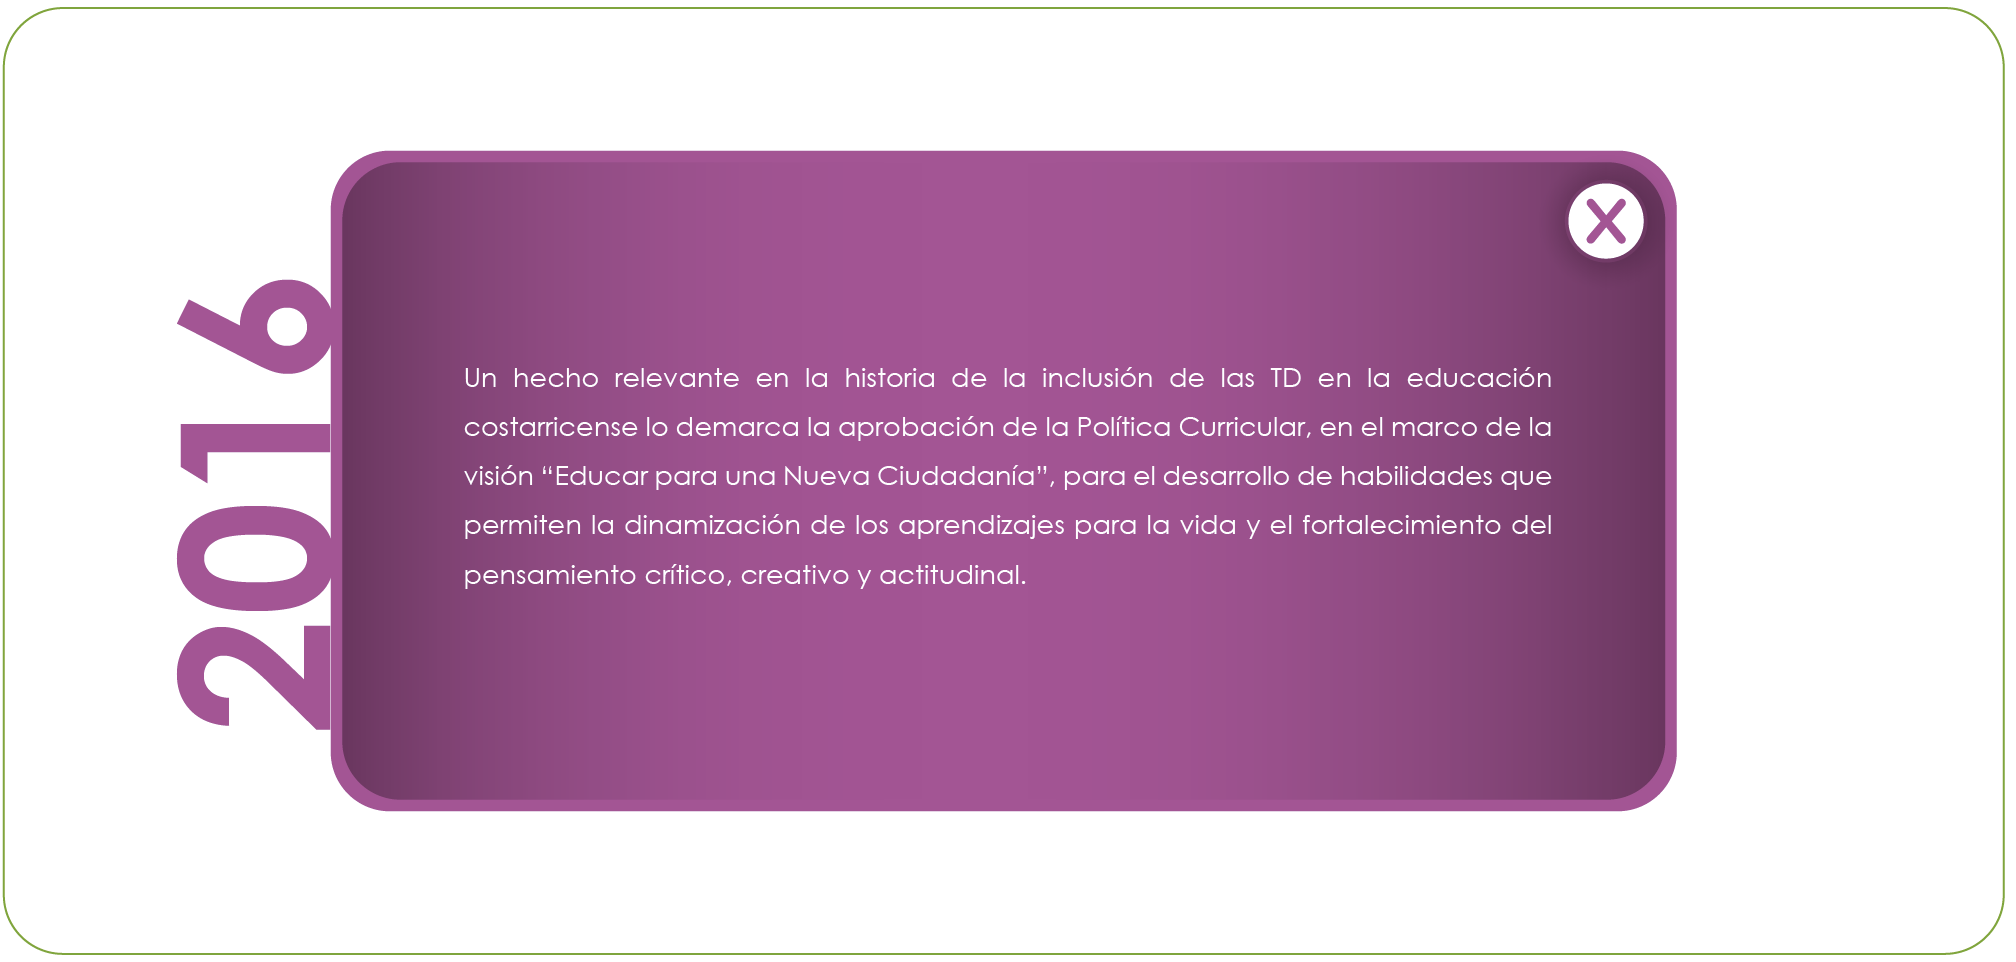 2016
X
Un hecho relevante en la historia de la inclusión de las TD en la educación
costarricense lo demarca la aprobación de la Política Curricular, en el marco de la
visión “Educar para una Nueva Ciudadanía”, para el desarrollo de habilidades que
permiten la dinamización de los aprendizajes para la vida y el fortalecimiento del
pensamiento crítico, creativo y actitudinal.